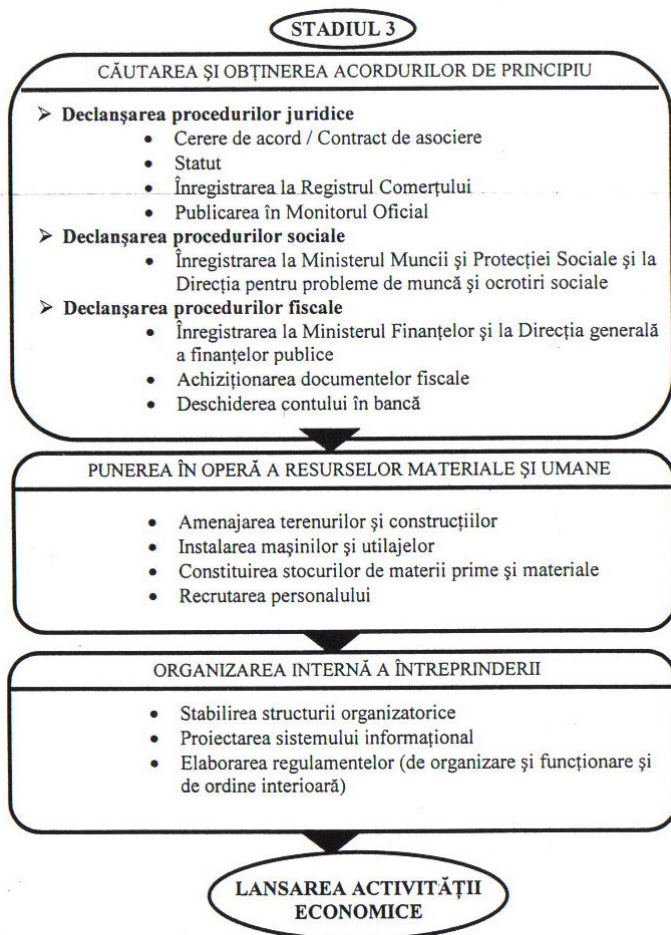 STADIUL 3
CĂUTAREA ŞI OBŢINEREA ACORDURILOR DE PRINCIPIU
➢ Declanşarea procedurilor juridice
• Cerere de acord / Contract de asociere
• Statut
• Înregistrarea la Registrul Comerţului
• Publicarea în Monitorul Oficial
➢ Declanşarea procedurilor sociale
• Înregistrarea la Ministerul Muncii şi Protecţiei Sociale şi la
Direcţia pentru probleme de muncă şi ocrotiri sociale
➢ Declanşarea procedurilor fiscale
• Înregistrarea la Ministerul Finanţelor şi la Direcţia generală
a finanţelor publice
• Achiziţionarea documentelor fiscale
• Deschiderea contului în bancă
PUNEREA ÎN OPERĂ A RESURSELOR MATERIALE ŞI UMANE
• Amenajarea terenurilor şi construcţiilor
• Instalarea maşinilor şi utilajelor
• Constituirea stocurilor de materii prime şi materiale
• Recrutarea personalului
ORGANIZAREA INTERNĂ A ÎNTREPRINDERII
• Stabilirea structurii organizatorice
• Proiectarea sistemului informaţional
• Elaborarea regulamentelor (de organizare şi funcţionare şi
de ordine interioară)
LANSAREA ACTIVITĂŢII
ECONOMICE